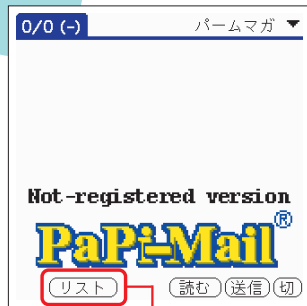 0/0 (-) パームマガ ▼
Not-registered version
PaPi-Mail®
リスト 読む 送信 切